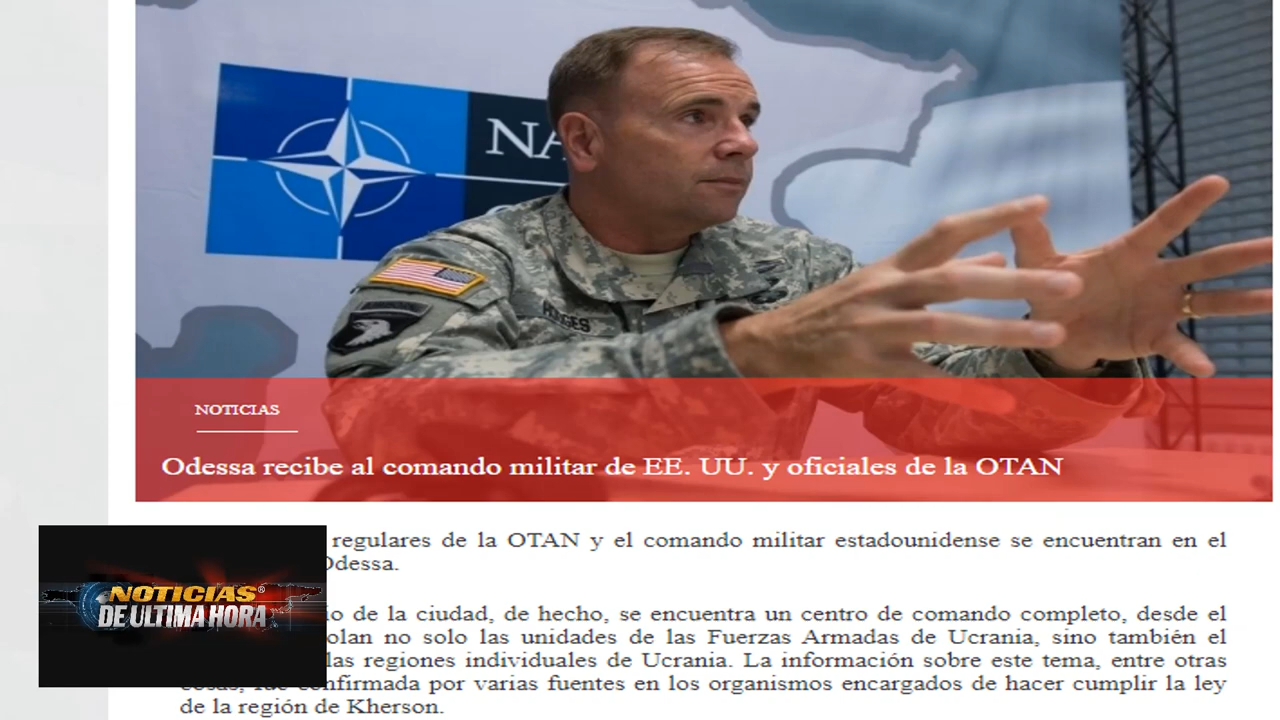 NA
HODGES
NOTICIAS
Odessa recibe al comando militar de EE. UU. y oficiales de la OTAN
regulares de la OTAN y el comando militar estadounidense se encuentran en el
Odessa.
NOTICIAS®
DE ULTIMA HORA
io de la ciudad, de hecho, se encuentra un centro de comando completo, desde el
olan no solo las unidades de las Fuerzas Armadas de Ucrania, sino también el
las regiones individuales de Ucrania. La información sobre este tema, entre otras
cosas, fue confirmada por varias fuentes en los organismos encargados de hacer cumplir la ley
de la región de Kherson.